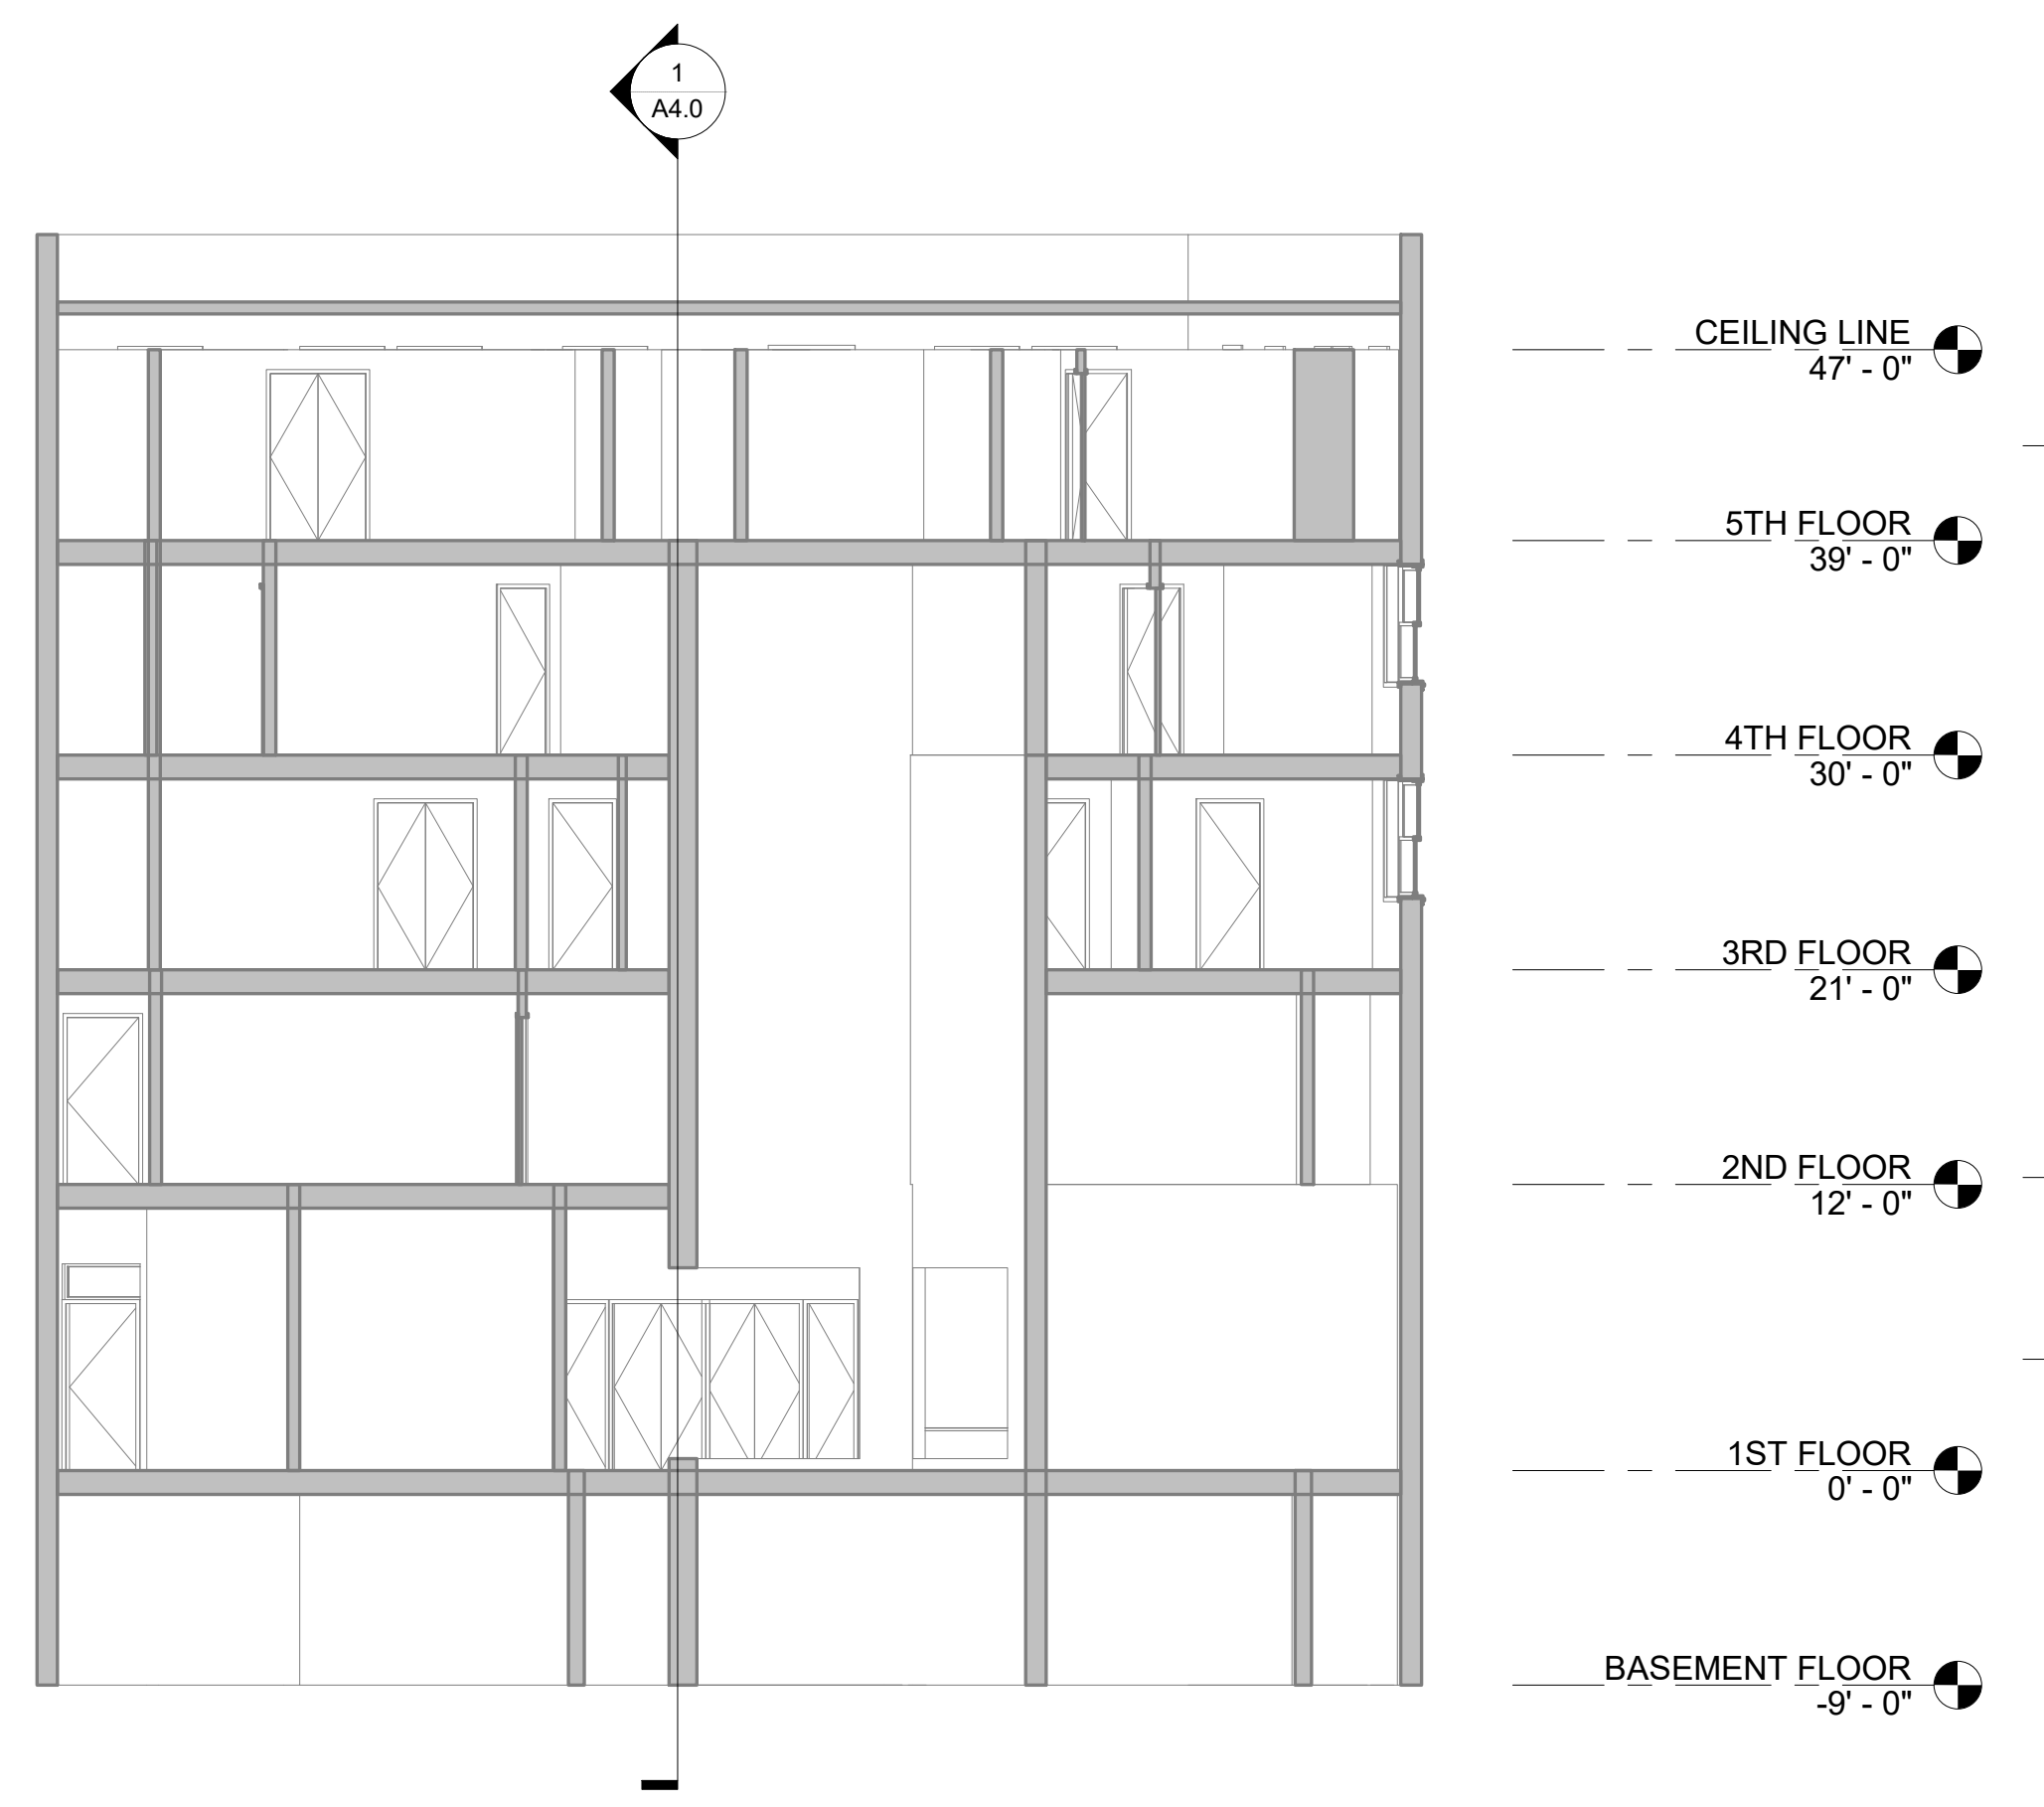 1
A4.0
CEILING LINE
47' - 0"
5TH FLOOR
39' - 0"
4TH FLOOR
30' - 0"
3RD FLOOR
21' - 0"
2ND FLOOR
12' - 0"
1ST FLOOR
0' - 0"
BASEMENT FLOOR
-9' - 0"